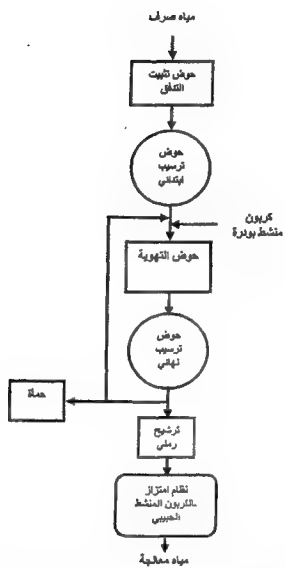 مياه صرف
حوض تثبيت
التدفق
حوض
ترسيب
ابتدائي
كربون
منشط بودرة
حوض التهوية
حوض
ترسيب
نهائي
حمأة
ترشيح
رملي
نظام امتزاز
بالكربون المنشط
الحبيبي
مياه معالجة